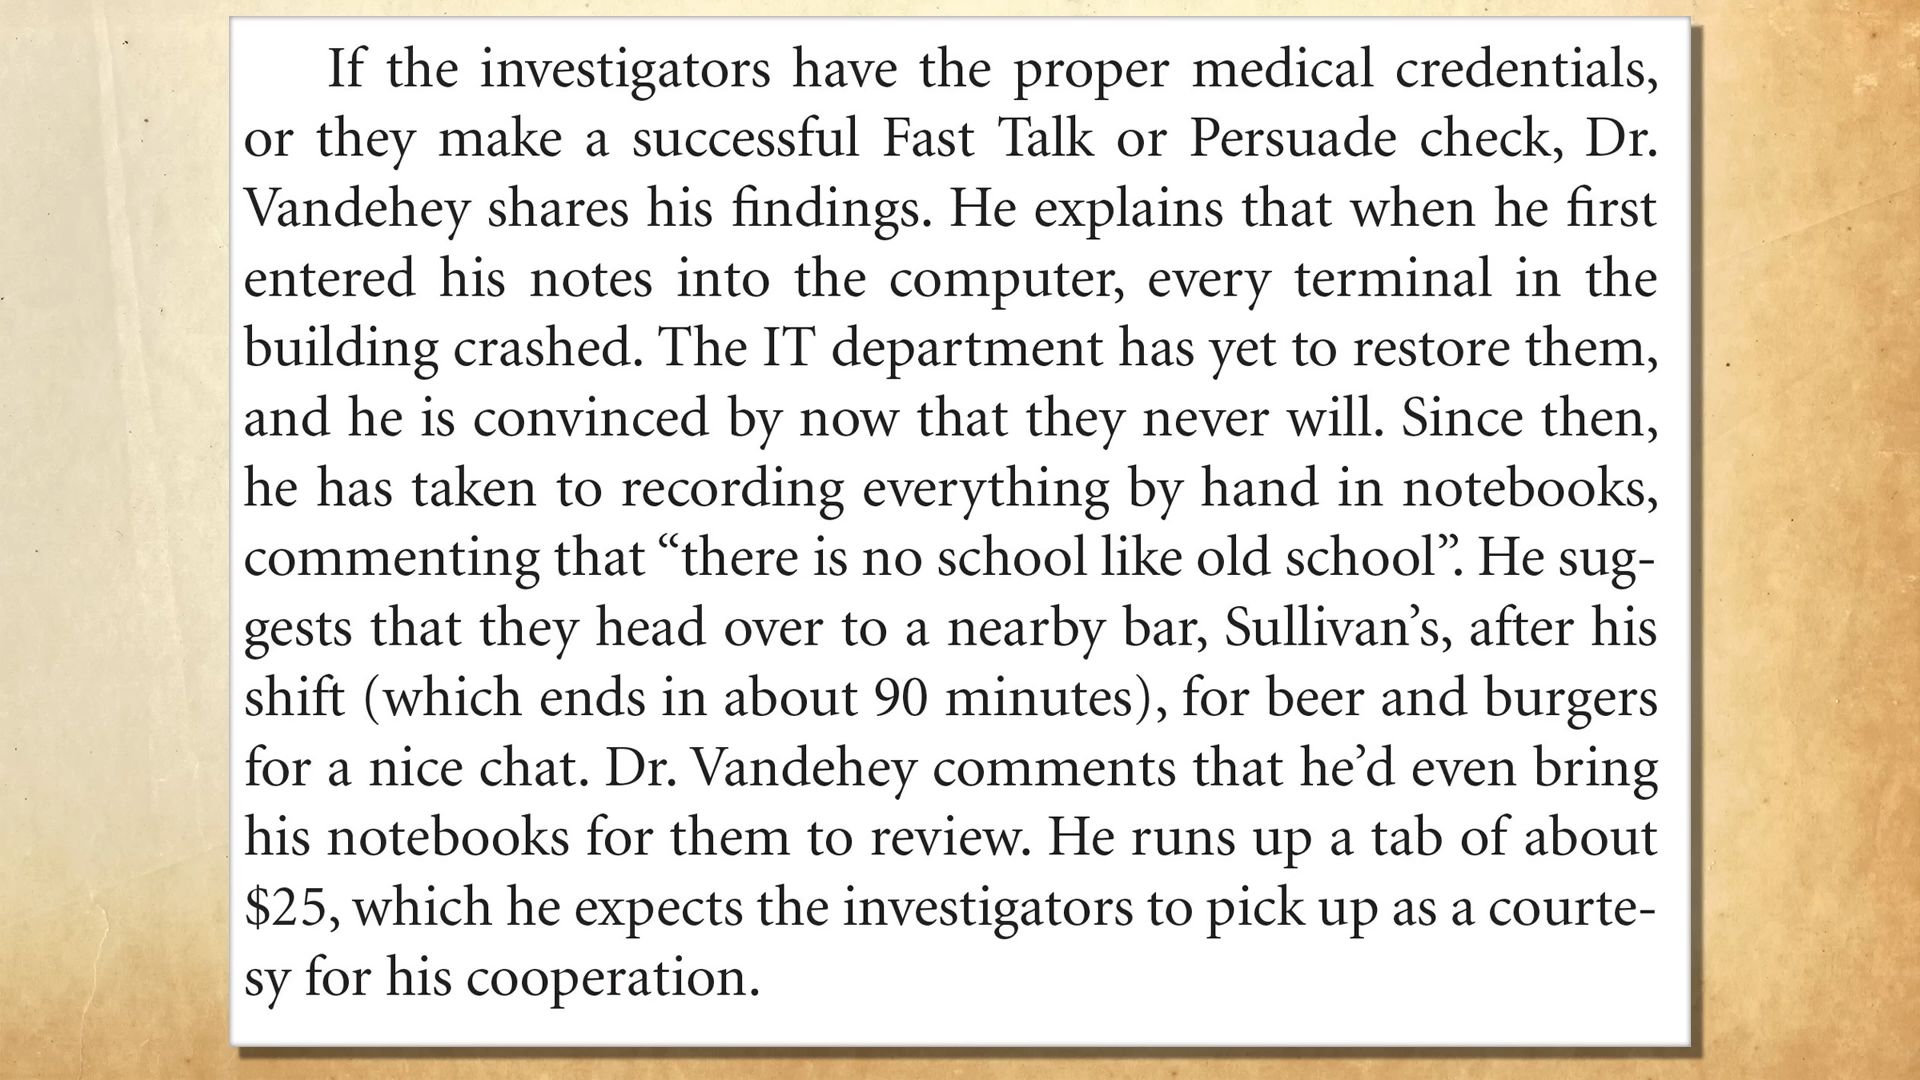 If the investigators have the proper medical credentials,
or they make a successful Fast Talk or Persuade check, Dr.
Vandehey shares his findings. He explains that when he first
entered his notes into the computer, every terminal in the
building crashed. The IT department has yet to restore them,
and he is convinced by now that they never will. Since then,
he has taken to recording everything by hand in notebooks,
commenting that “there is no school like old school”. He sug-
gests that they head over to a nearby bar, Sullivan’s, after his
shift (which ends in about 90 minutes), for beer and burgers
for a nice chat. Dr. Vandehey comments that he’d even bring
his notebooks for them to review. He runs up a tab of about
$25, which he expects the investigators to pick up as a courte-
sy for his cooperation.